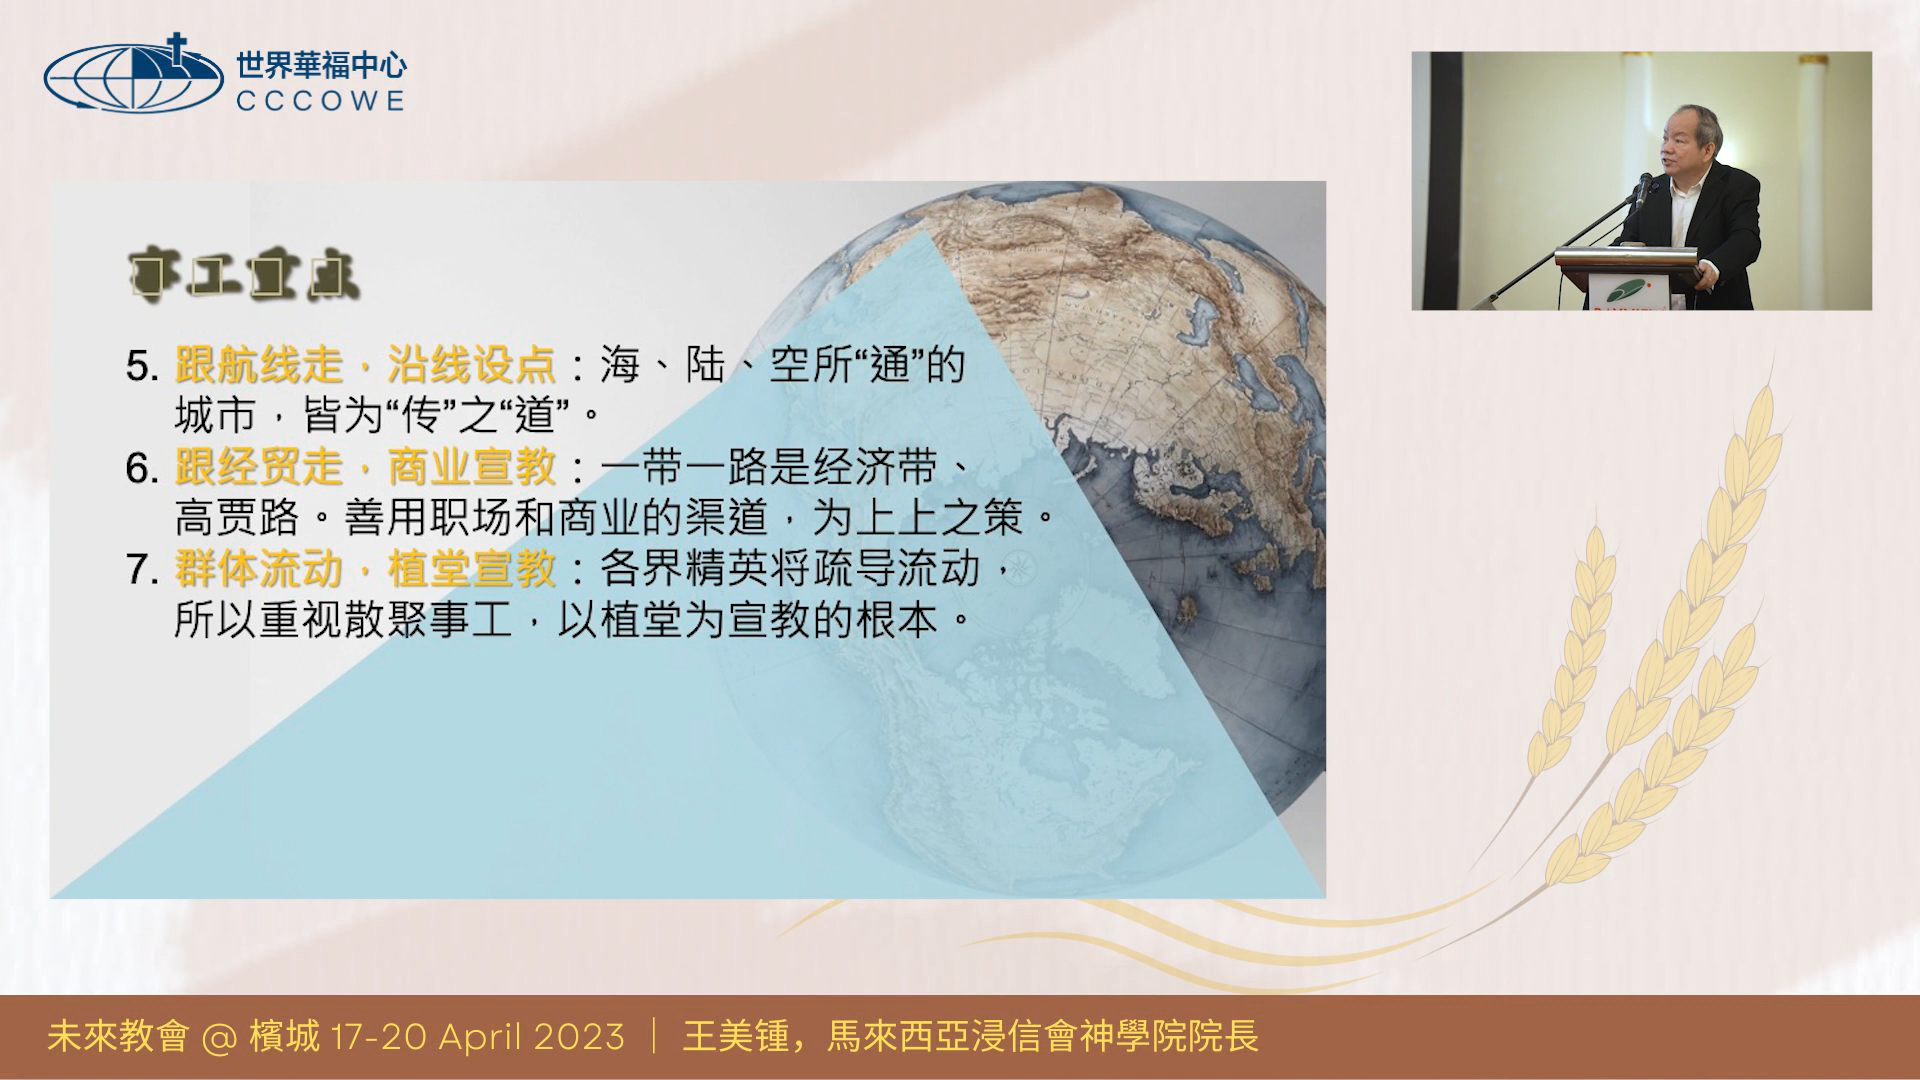 世界華福中心
CCCOWE
事工重点
5. 跟航线走，沿线设点：海、陆、空所“通”的
城市，皆为“传”之“道”。
6. 跟经贸走，商业宣教：一带一路是经济带、
高贾路。善用职场和商业的渠道，为上上之策。
7. 群体流动，植堂宣教：各界精英将疏导流动，
所以重视散聚事工，以植堂为宣教的根本。
未來教會 @ 檳城 17-20 April 2023 | 王美锺，馬來西亞浸信會神學院院長